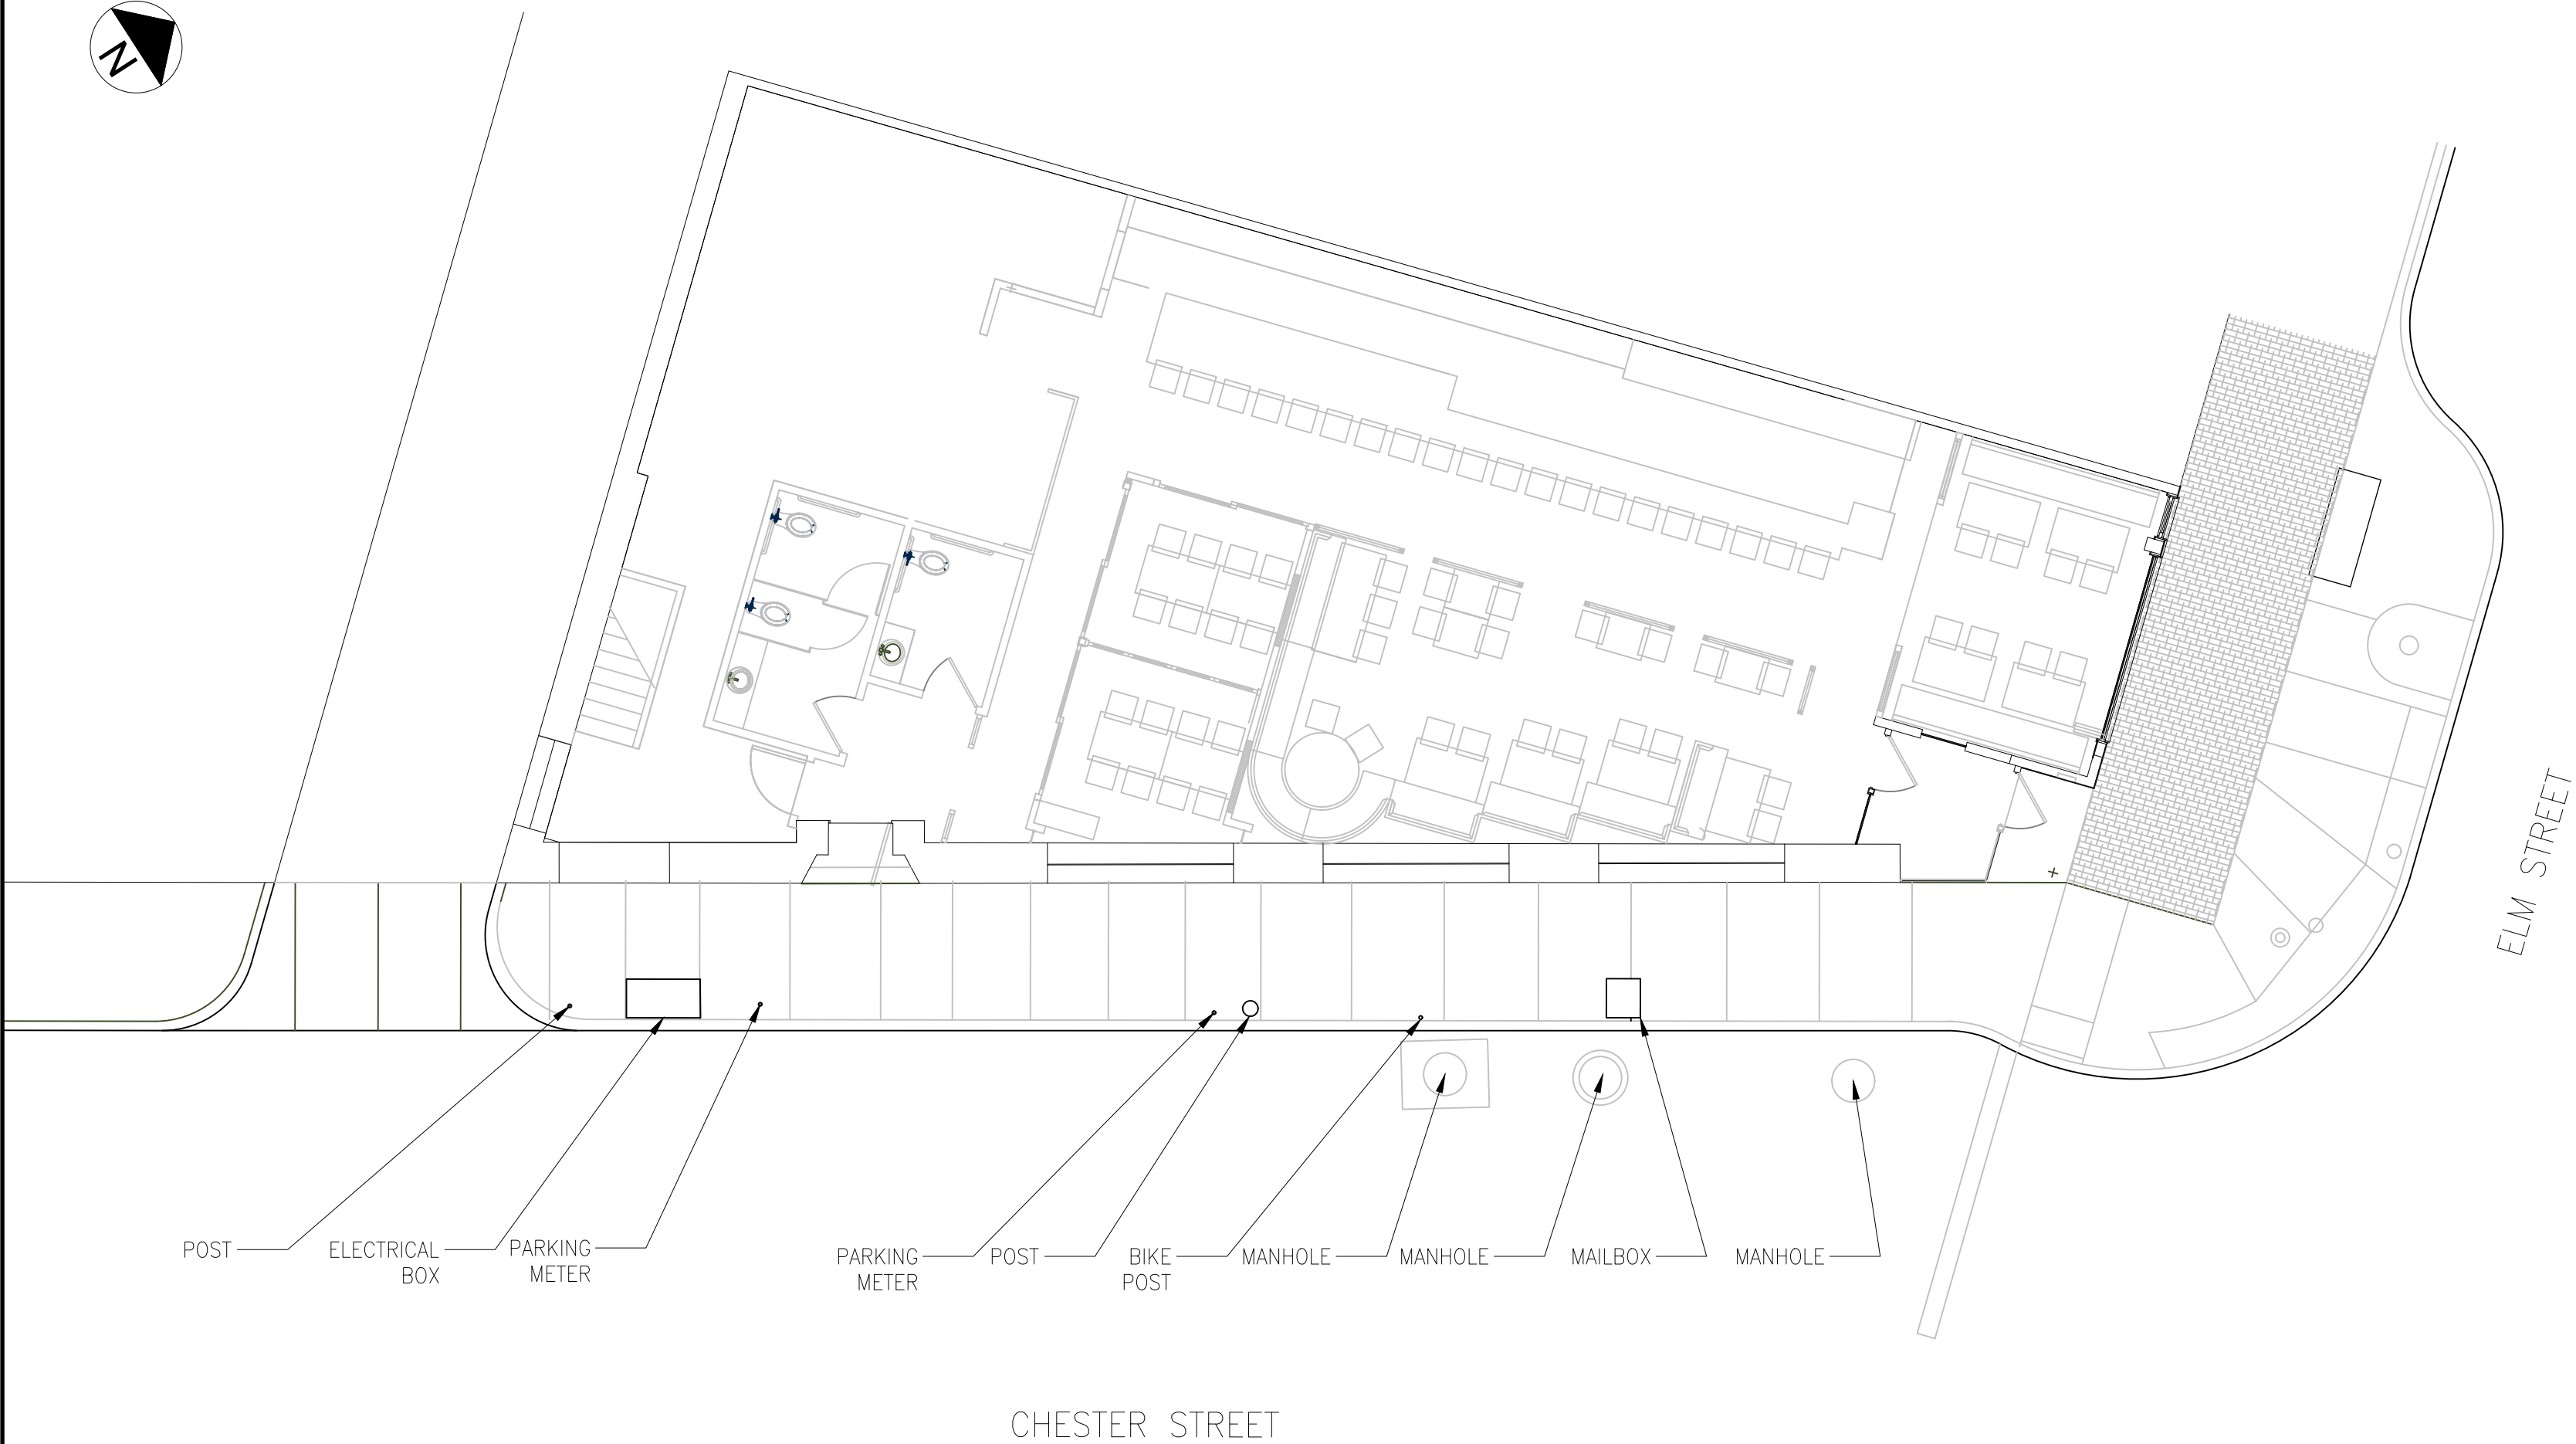 N
ELM STREET
POST
ELECTRICAL
BOX
PARKING
METER
PARKING
METER
POST
BIKE
POST
MANHOLE
MANHOLE
MAILBOX
MANHOLE
CHESTER STREET